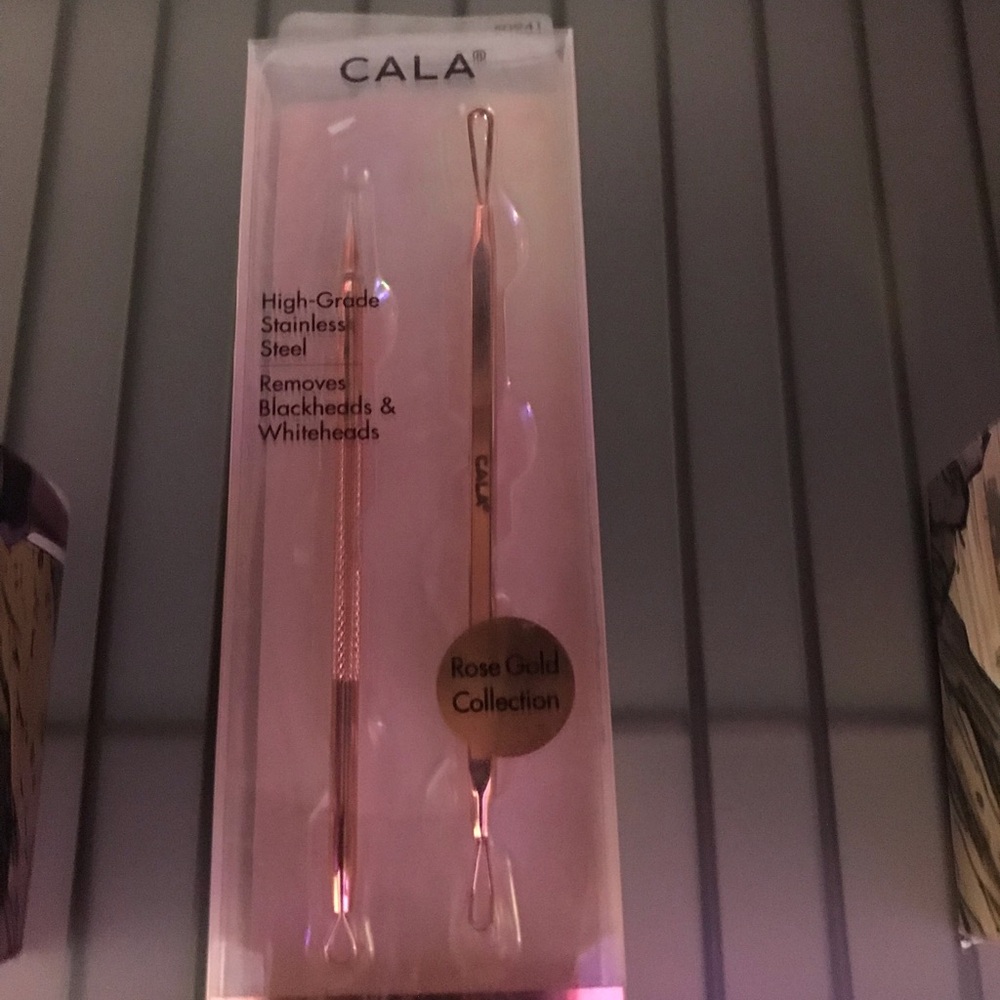 CALA®
High-Grade
Stainless
Steel
Removes
Blackheads &
Whiteheads
CALA
Rose Gold
Collection